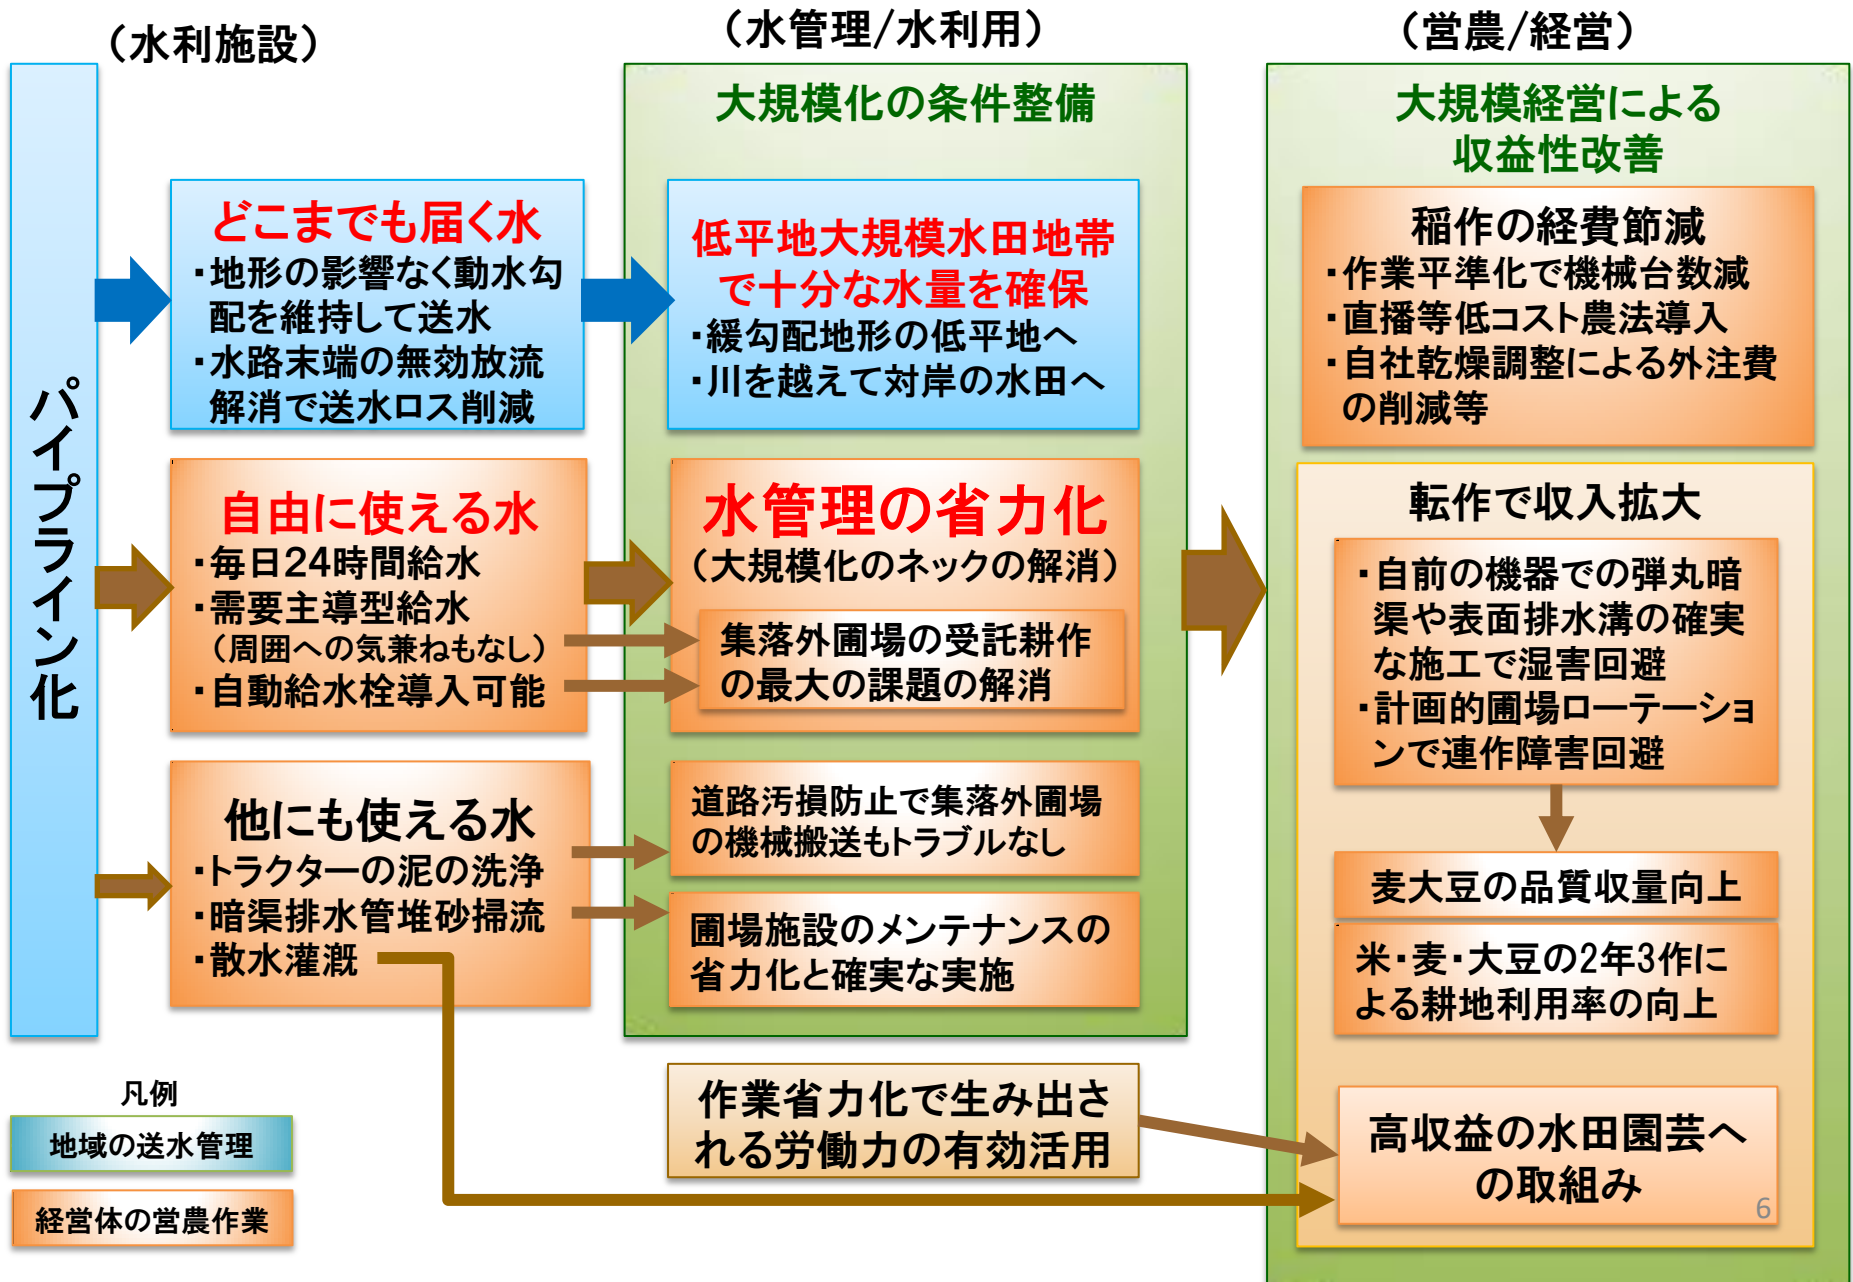 （水利施設）
（水管理/水利用）
（営農/経営）
パイプライン化
どこまでも届く水
・地形の影響なく動水勾
配を維持して送水
・水路末端の無効放流
解消で送水ロス削減
自由に使える水
・毎日24時間給水
・需要主導型給水
（周囲への気兼ねもなし）
・自動給水栓導入可能
他にも使える水
・トラクターの泥の洗浄
・暗渠排水管堆砂掃流
・散水灌漑
大規模化の条件整備
低平地大規模水田地帯
で十分な水量を確保
・緩勾配地形の低平地へ
・川を越えて対岸の水田へ
水管理の省力化
（大規模化のネックの解消）
集落外圃場の受託耕作
の最大の課題の解消
道路汚損防止で集落外圃場
の機械搬送もトラブルなし
圃場施設のメンテナンスの
省力化と確実な実施
作業省力化で生み出さ
れる労働力の有効活用
大規模経営による
収益性改善
稲作の経費節減
・作業平準化で機械台数減
・直播等低コスト農法導入
・自社乾燥調整による外注費
の削減等
転作で収入拡大
・自前の機器での弾丸暗
渠や表面排水溝の確実
な施工で湿害回避
・計画的圃場ローテーショ
ンで連作障害回避
麦大豆の品質収量向上
米・麦・大豆の2年3作に
よる耕地利用率の向上
高収益の水田園芸へ
の取組み
6
凡例
地域の送水管理
経営体の営農作業